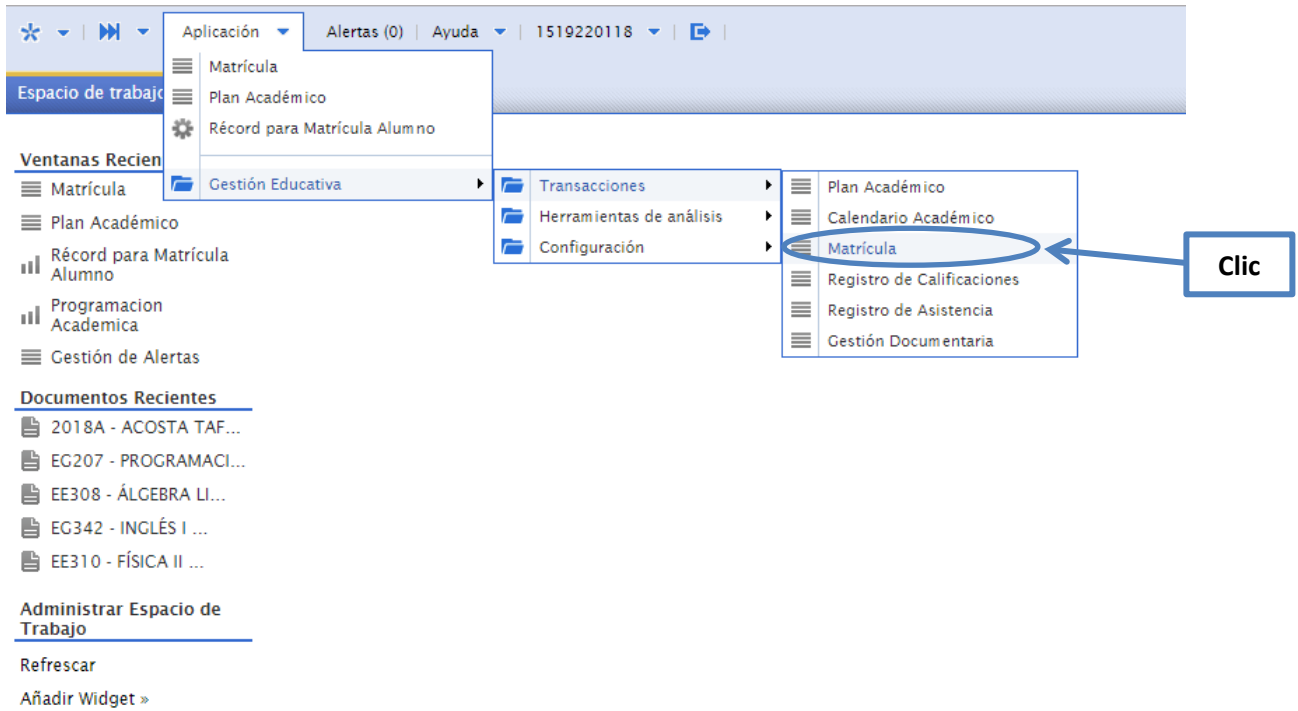 Aplicación
Alertas (0) | Ayuda
1519220118
Matrícula
Plan Académico
Récord para Matrícula Alumno
Gestión Educativa
Transacciones
Herramientas de análisis
Configuración
Plan Académico
Calendario Académico
Matrícula
Registro de Calificaciones
Registro de Asistencia
Gestión Documentaria
Clic
Espacio de trabajo
Ventanas Recien
Matrícula
Plan Académico
Récord para Matrícula
Alumno
Programacion
Academica
Gestión de Alertas
Documentos Recientes
2018A - ACOSTA TAF...
EG207 - PROGRAMACI...
EE308 - ÁLGEBRA LI...
EG342 - INGLÉS I ...
EE310 - FÍSICA II ...
Administrar Espacio de
Trabajo
Refrescar
Añadir Widget »